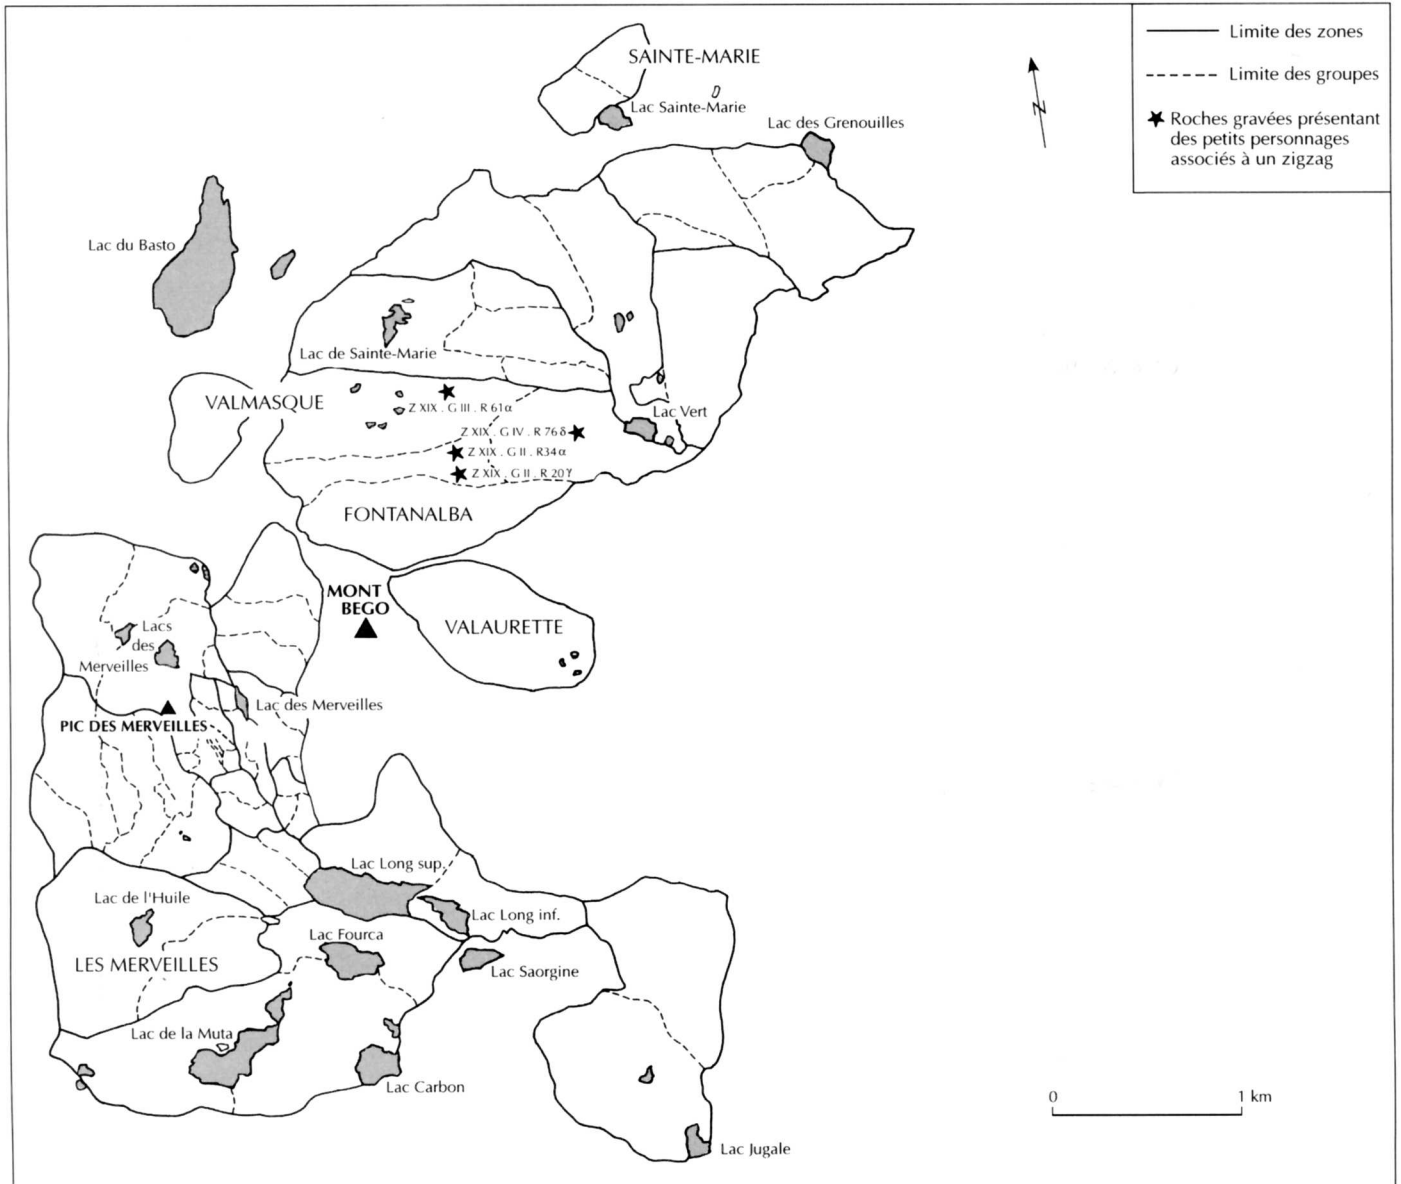 Limite des zones
Limite des groupes
Roches gravées présentant
des petits personnages
associés à un zigzag
N
SAINTE-MARIE
Lac Sainte-Marie
Lac des Grenouilles
Lac du Basto
Lac de Sainte-Marie
VALMASQUE
Z XIX . G III . R 61α
Lac Vert
Z XIX . G IV . R 76δ
Z XIX . G II . R34α
Z XIX . G II . R 20γ
FONTANALBA
MONT
BEGO
VALAURETTE
Lacs
des
Merveilles
Lac des Merveilles
PIC DES MERVEILLES
Lac Long sup.
Lac de l'Huile
Lac Long inf.
Lac Fourca
LES MERVEILLES
Lac Saorgine
Lac de la Muta
Lac Carbon
0 1 km
Lac Jugale